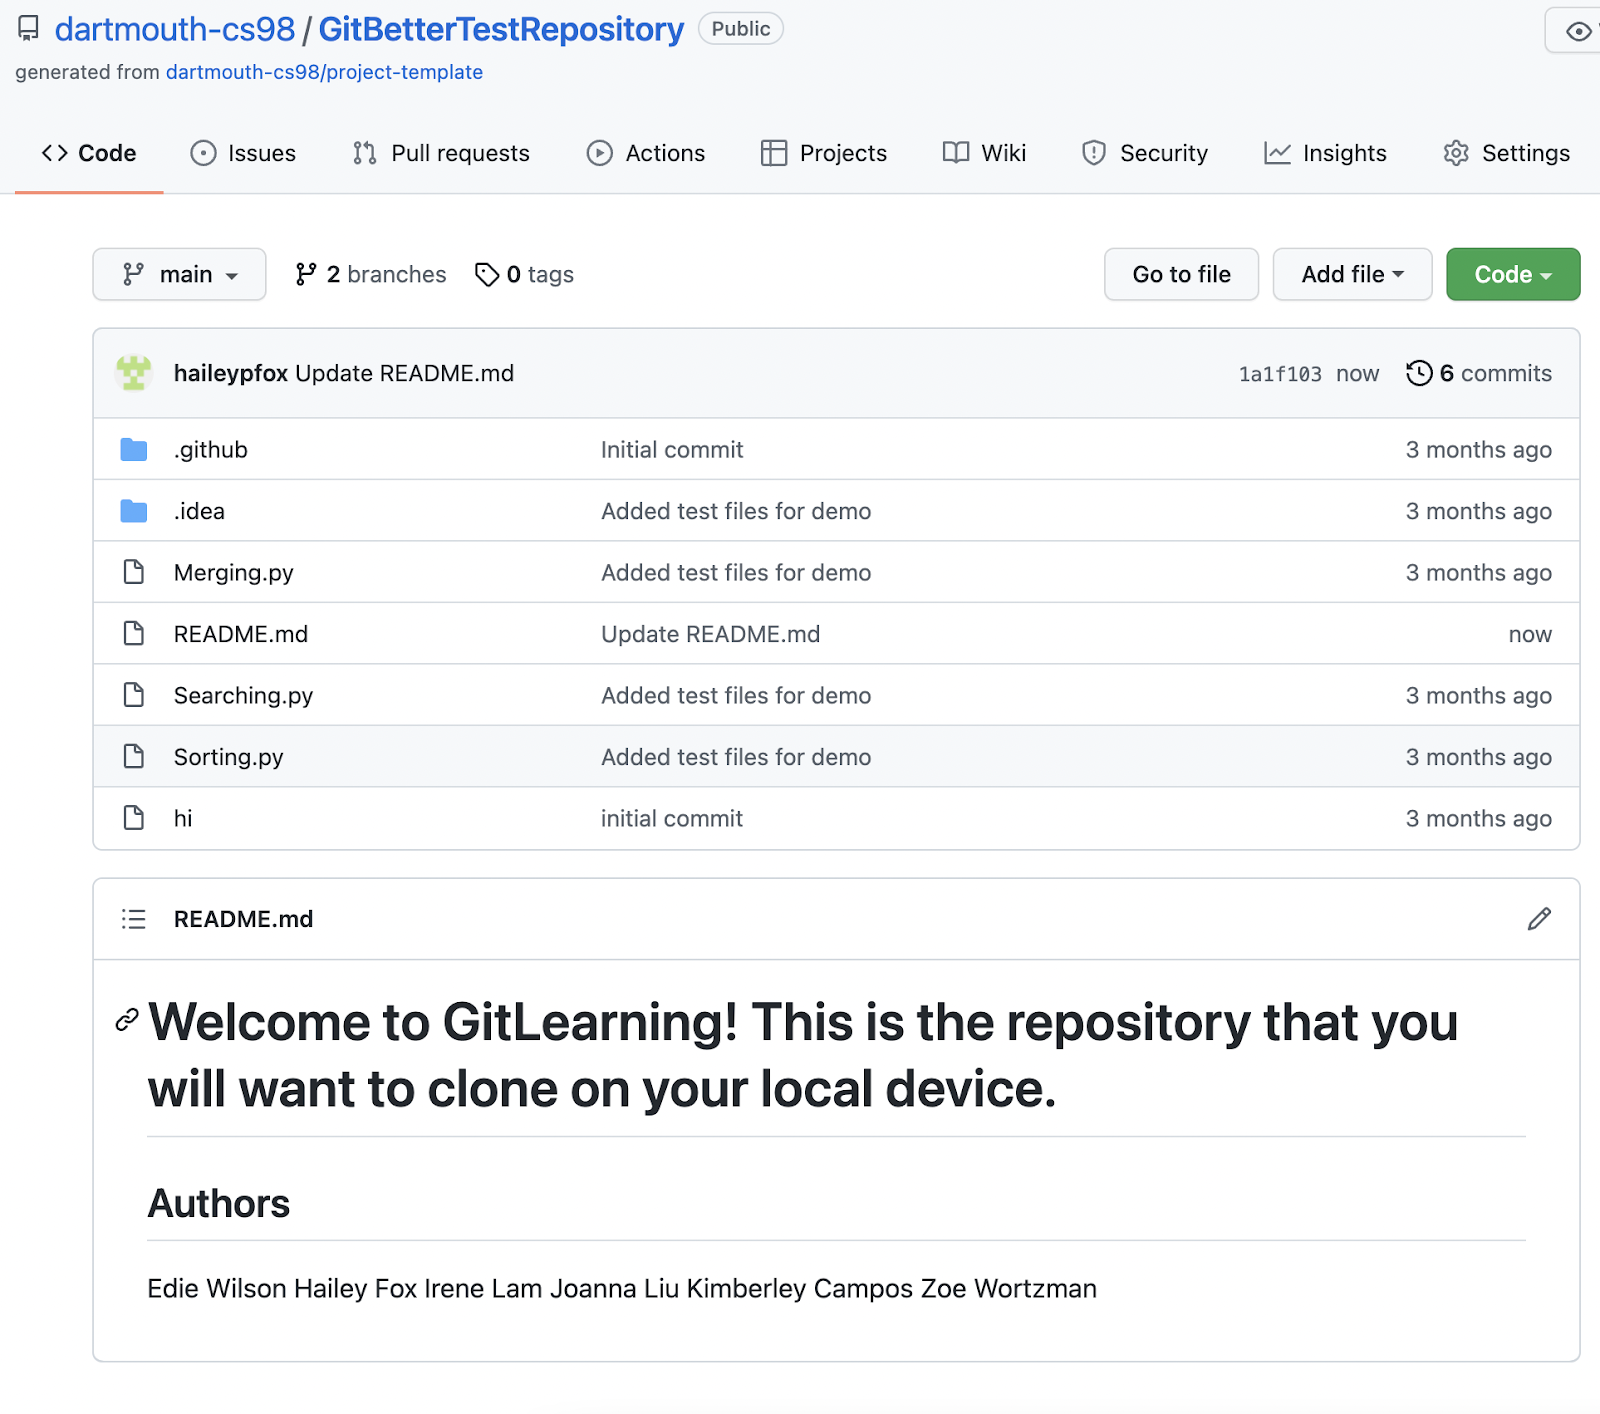 dartmouth-cs98 / GitBetterTestRepository Public
generated from dartmouth-cs98/project-template
<> Code Issues Pull requests Actions Projects Wiki Security Insights Settings
main 2 branches 0 tags Go to file Add file Code
haileypfox Update README.md 1a1f103 now 6 commits
.github Initial commit 3 months ago
.idea Added test files for demo 3 months ago
Merging.py Added test files for demo 3 months ago
README.md Update README.md now
Searching.py Added test files for demo 3 months ago
Sorting.py Added test files for demo 3 months ago
hi initial commit 3 months ago
README.md
Welcome to GitLearning! This is the repository that you
will want to clone on your local device.
Authors
Edie Wilson Hailey Fox Irene Lam Joanna Liu Kimberley Campos Zoe Wortzman